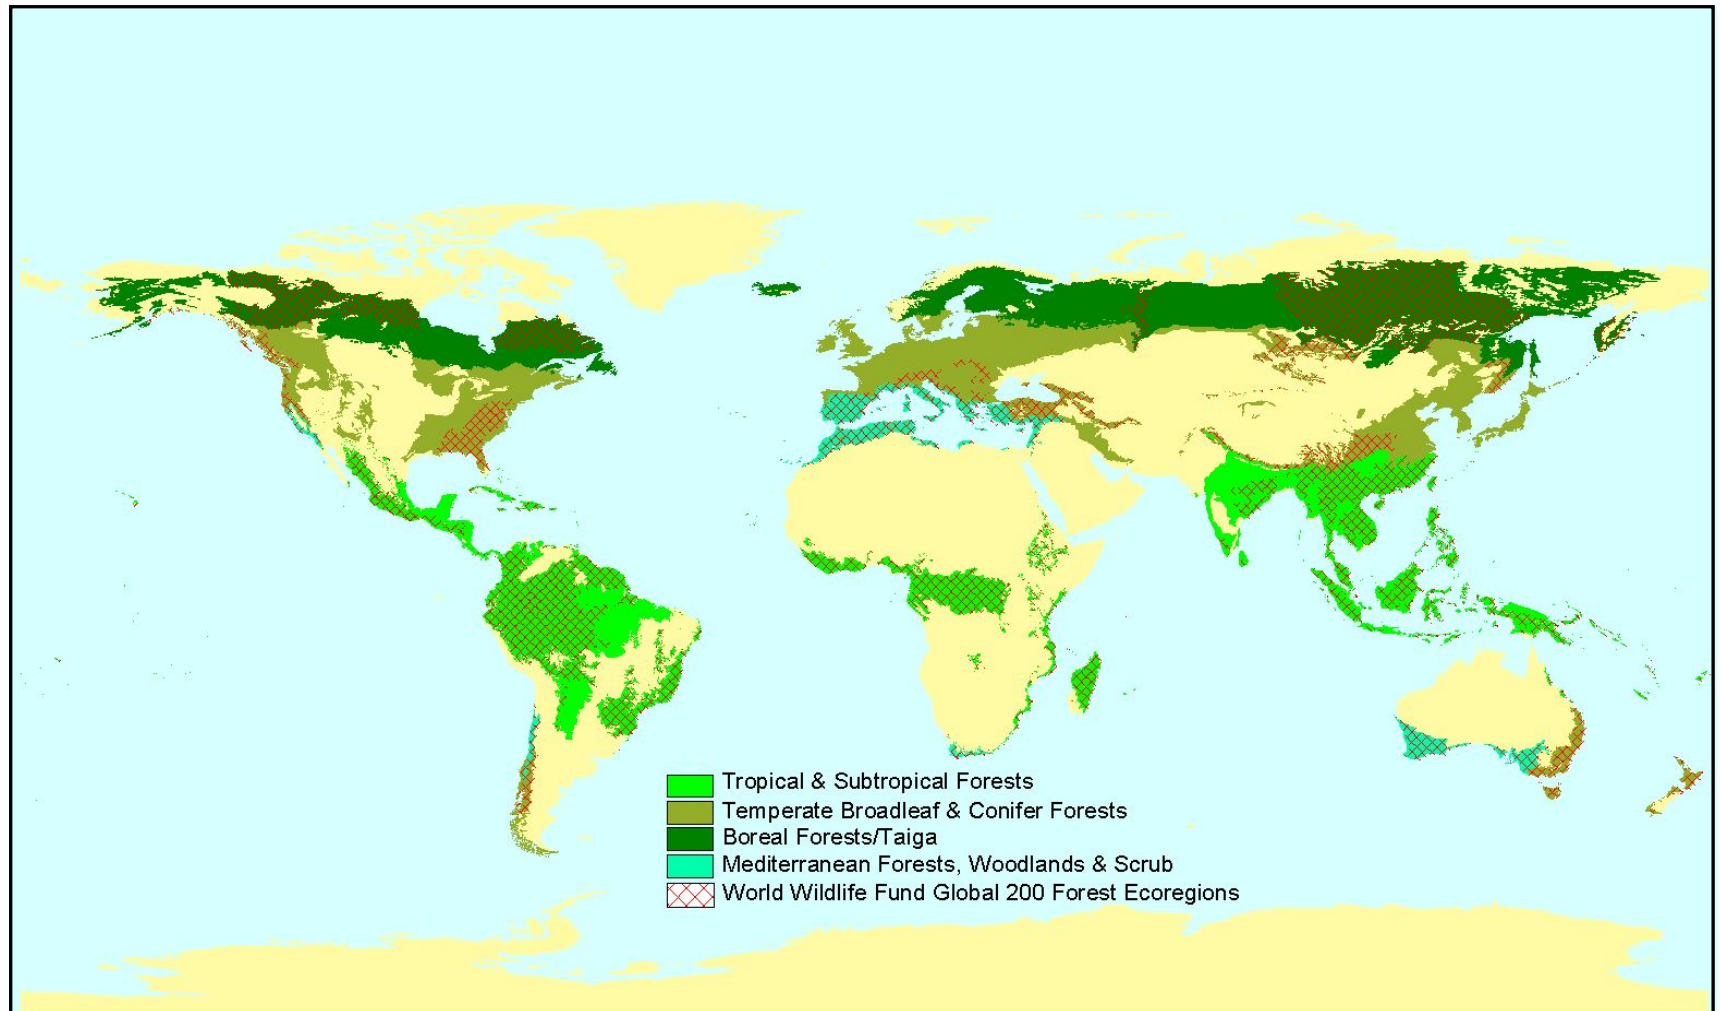 Tropical & Subtropical Forests
Temperate Broadleaf & Conifer Forests
Boreal Forests/Taiga
Mediterranean Forests, Woodlands & Scrub
World Wildlife Fund Global 200 Forest Ecoregions